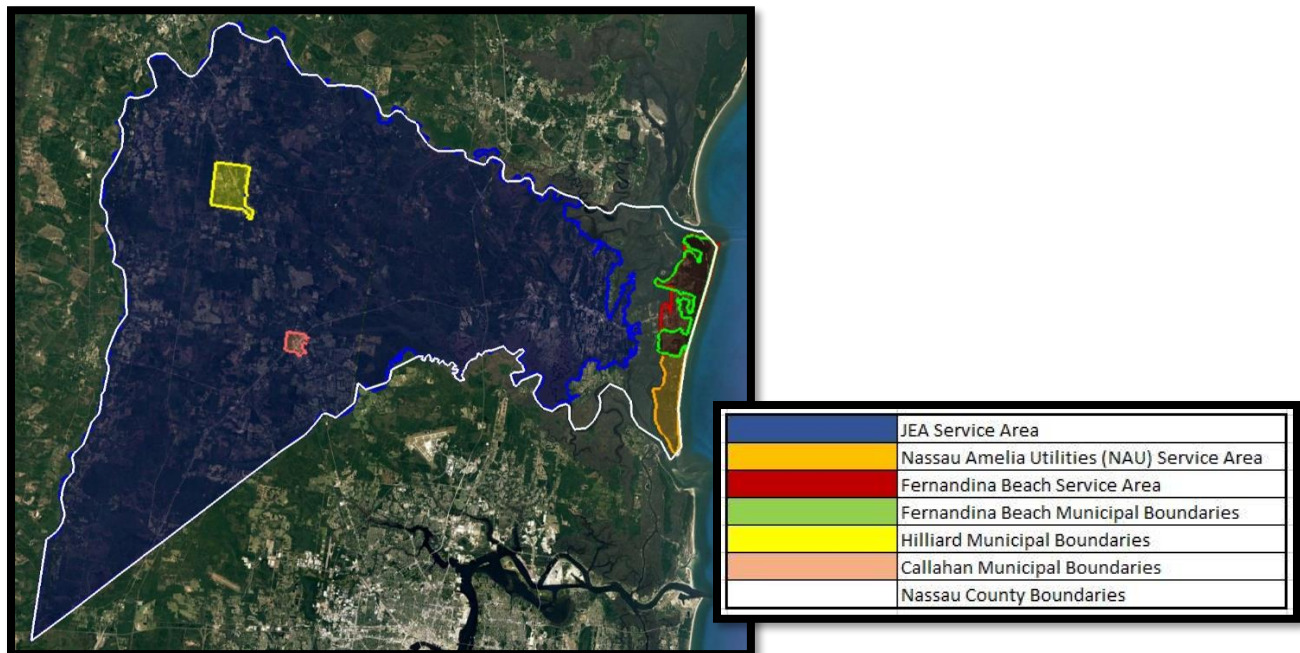 JEA Service Area
Nassau Amelia Utilities (NAU) Service Area
Fernandina Beach Service Area
Fernandina Beach Municipal Boundaries
Hilliard Municipal Boundaries
Callahan Municipal Boundaries
Nassau County Boundaries